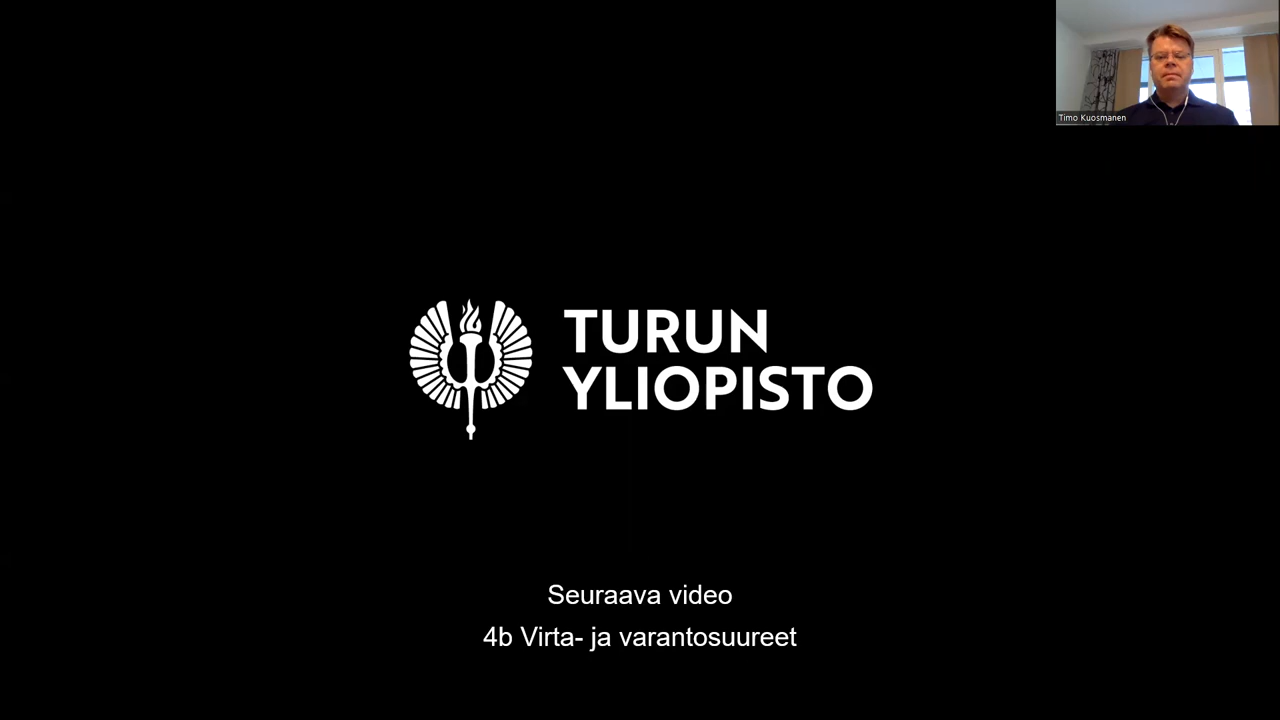 Timo Kuosmanen
TURUN
YLIOPISTO
Seuraava video
4b Virta- ja varantosuureet